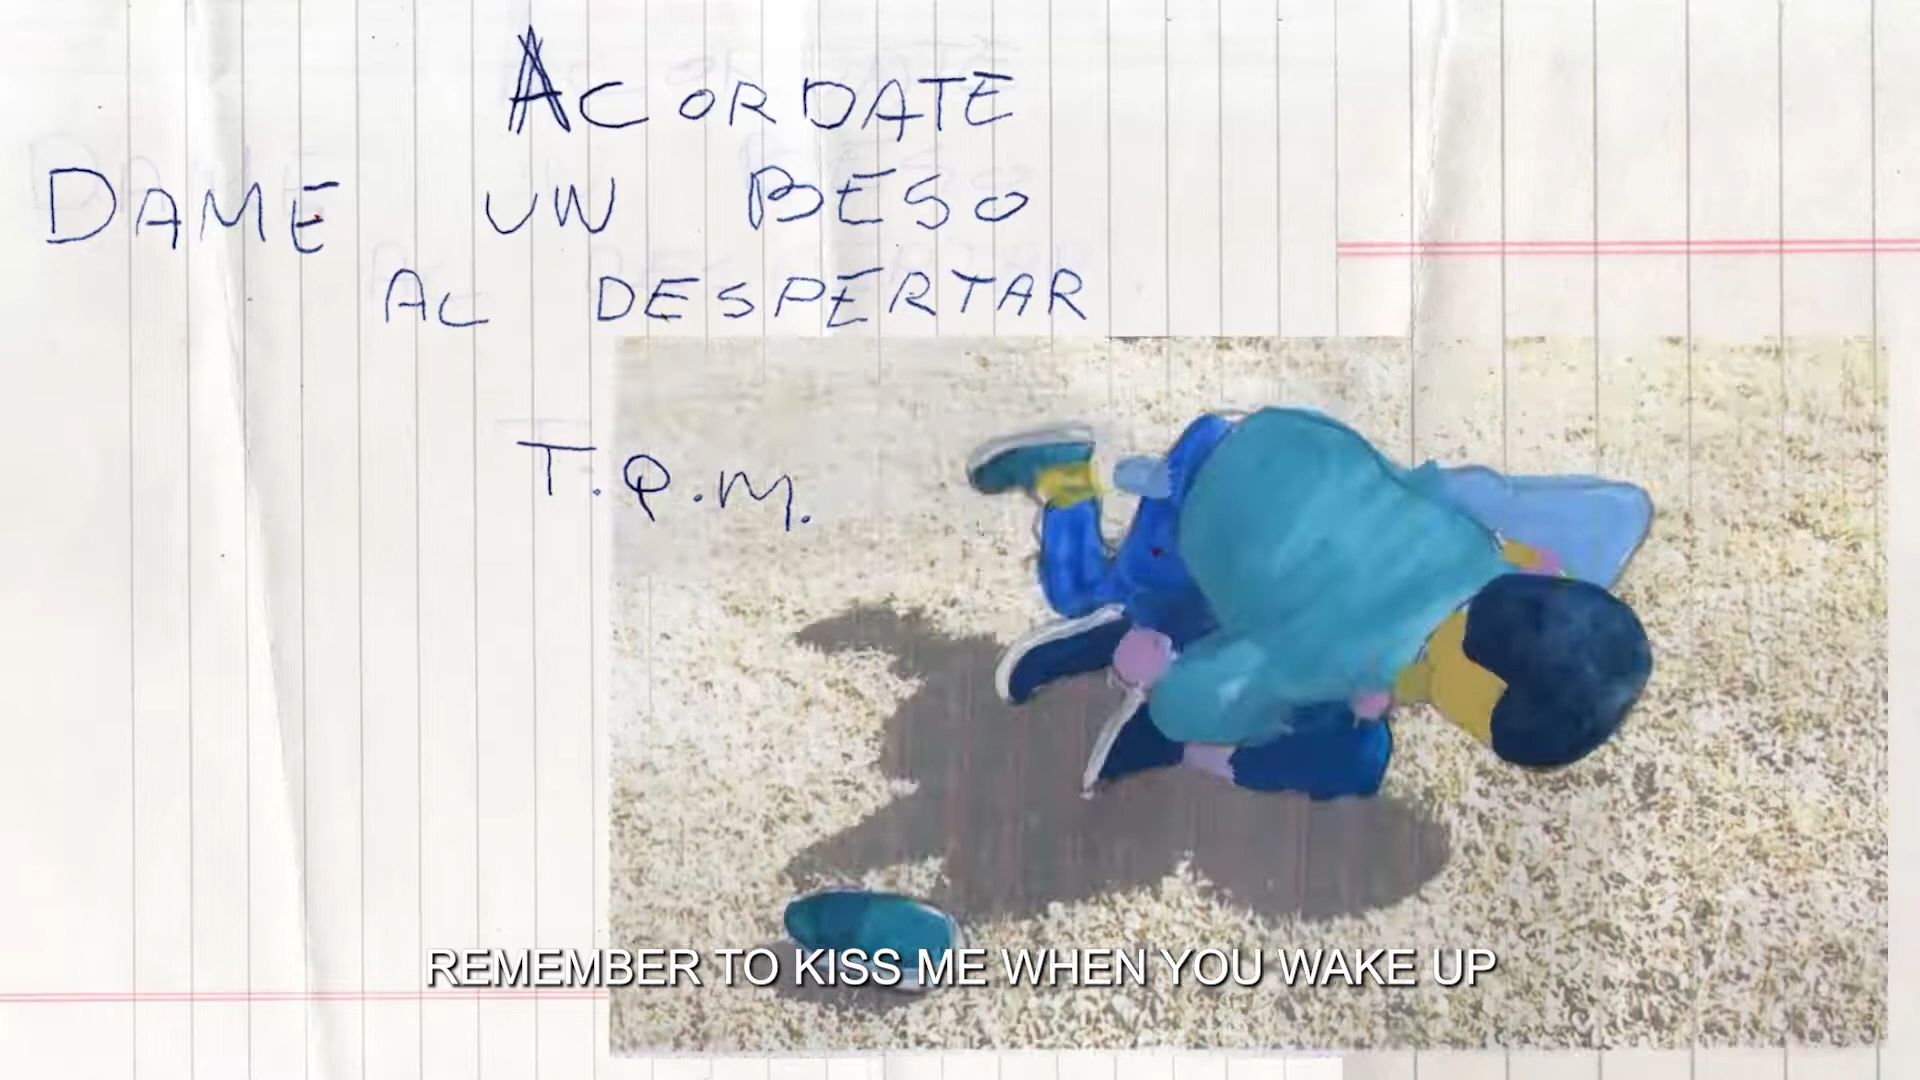 ACORDATE
DAME UN BESO
AL DESPERTAR
T.Q.M.
REMEMBER TO KISS ME WHEN YOU WAKE UP